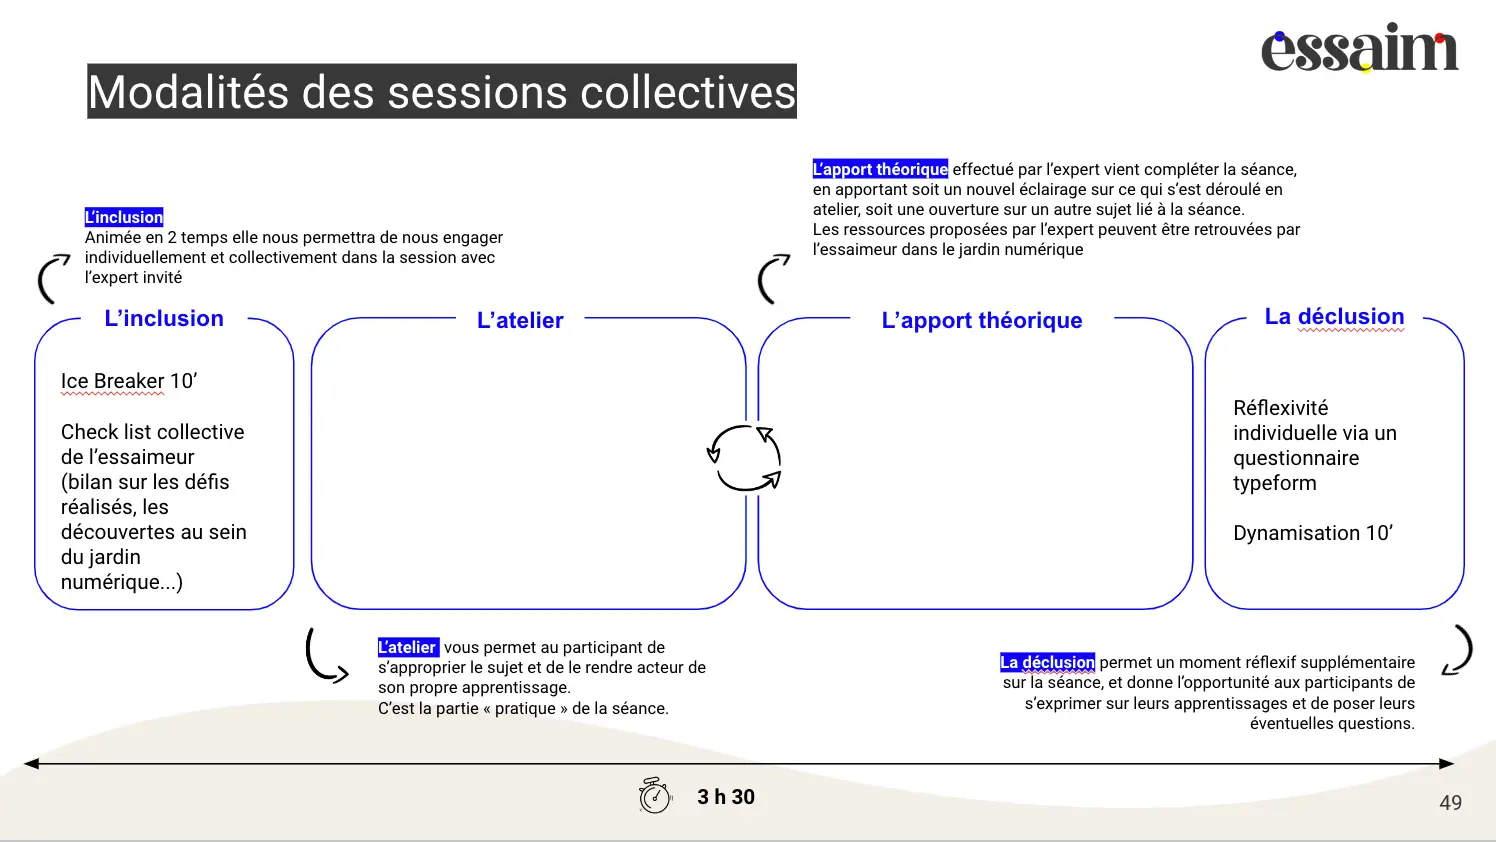 essaim
Modalités des sessions collectives
L’apport théorique effectué par l’expert vient compléter la séance,
en apportant soit un nouvel éclairage sur ce qui s’est déroulé en
atelier, soit une ouverture sur un autre sujet lié à la séance.
Les ressources proposées par l’expert peuvent être retrouvées par
l’essaimeur dans le jardin numérique
L’inclusion
Animée en 2 temps elle nous permettra de nous engager
individuellement et collectivement dans la session avec
l’expert invité
L’inclusion
Ice Breaker 10’
Check list collective
de l’essaimeur
(bilan sur les défis
réalisés, les
découvertes au sein
du jardin
numérique...)
L’atelier
L’apport théorique
La déclusion
Réflexivité
individuelle via un
questionnaire
typeform
Dynamisation 10’
L’atelier vous permet au participant de
s’approprier le sujet et de le rendre acteur de
son propre apprentissage.
C’est la partie « pratique » de la séance.
La déclusion permet un moment réflexif supplémentaire
sur la séance, et donne l’opportunité aux participants de
s’exprimer sur leurs apprentissages et de poser leurs
éventuelles questions.
3 h 30
49